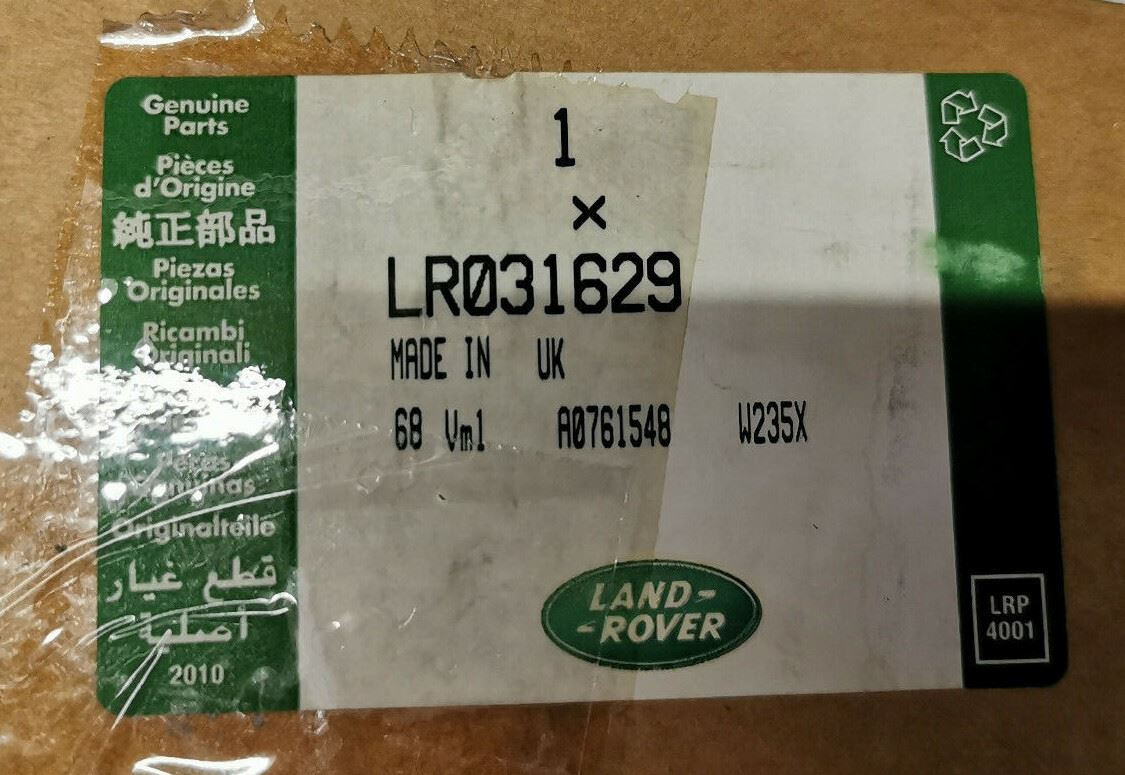 Genuine
Parts
Pièces
d'Origine
純正部品
Piezas
Originales
Ricambi
Originali
Originalteile
قطع غيار
أصلية
2010
1
×
LR031629
MADE IN UK
68 Vm1 A0761548 W235X
LAND-
-ROVER
LRP
4001